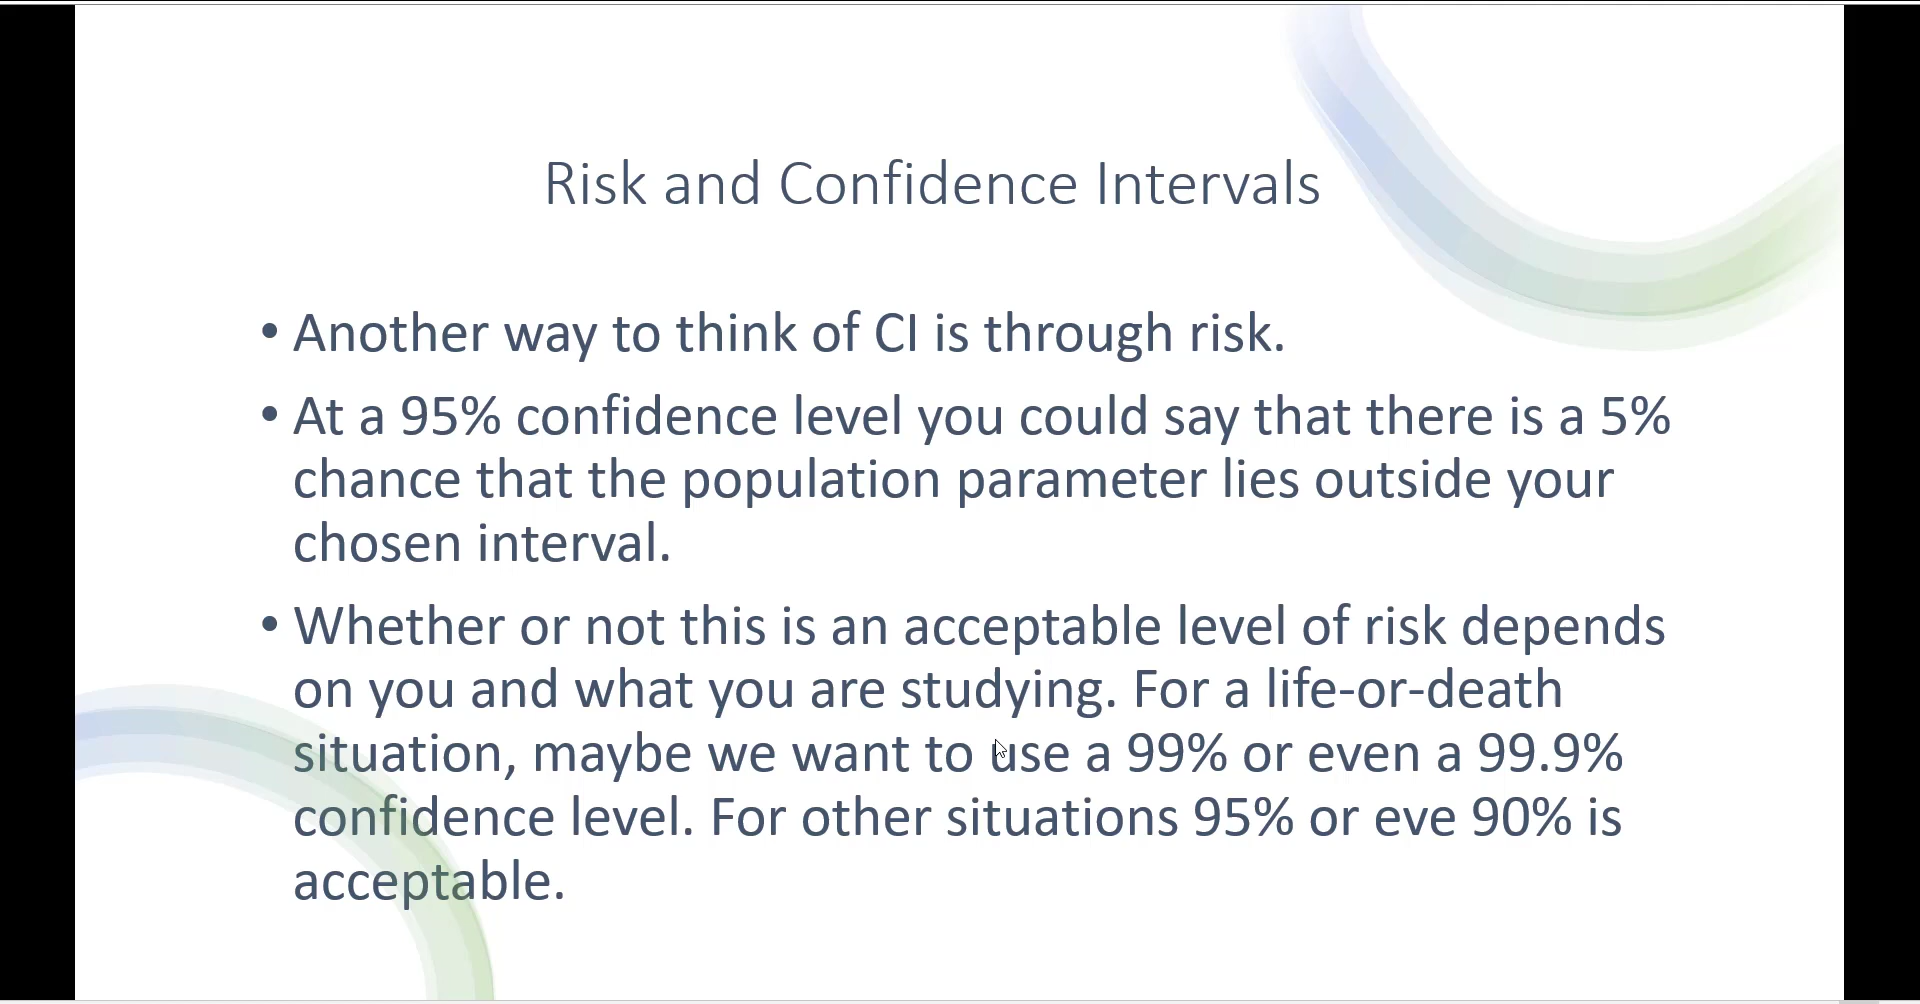 Risk and Confidence Intervals
• Another way to think of CI is through risk.
• At a 95% confidence level you could say that there is a 5%
chance that the population parameter lies outside your
chosen interval.
• Whether or not this is an acceptable level of risk depends
on you and what you are studying. For a life-or-death
situation, maybe we want to use a 99% or even a 99.9%
confidence level. For other situations 95% or eve 90% is
acceptable.